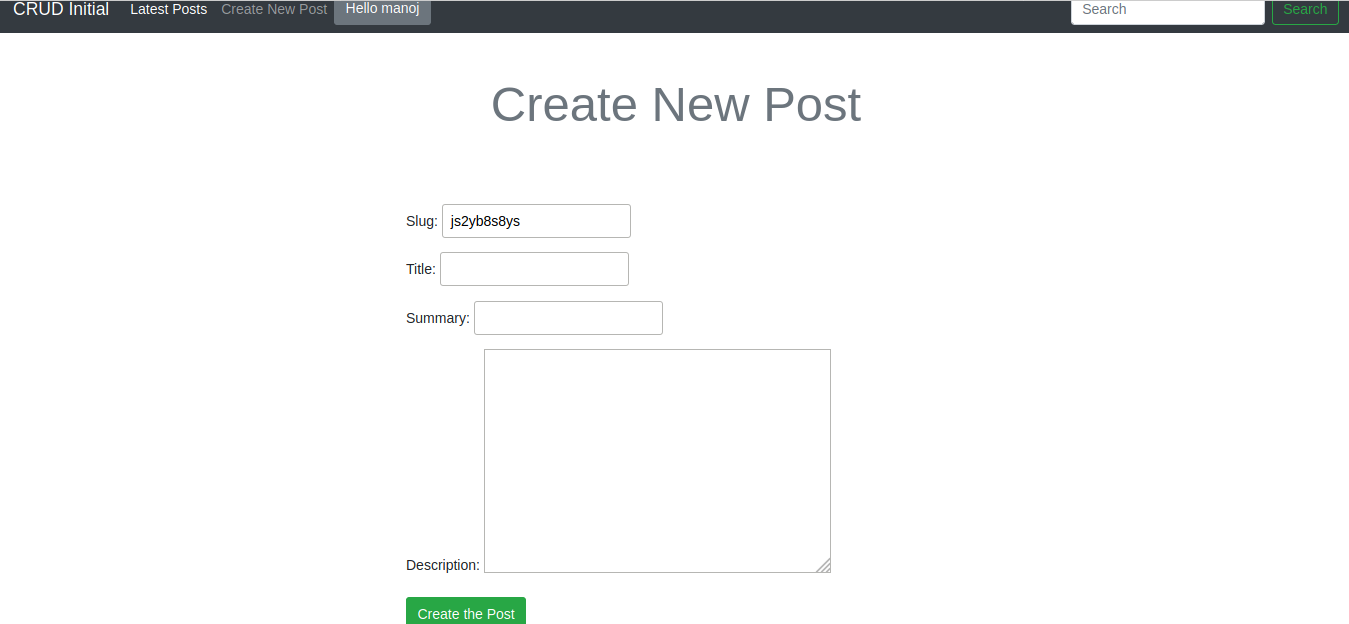 CRUD Initial Latest Posts Create New Post Hello manoj Search Search
Create New Post
Slug: js2yb8s8ys
Title:
Summary:
Description:
Create the Post